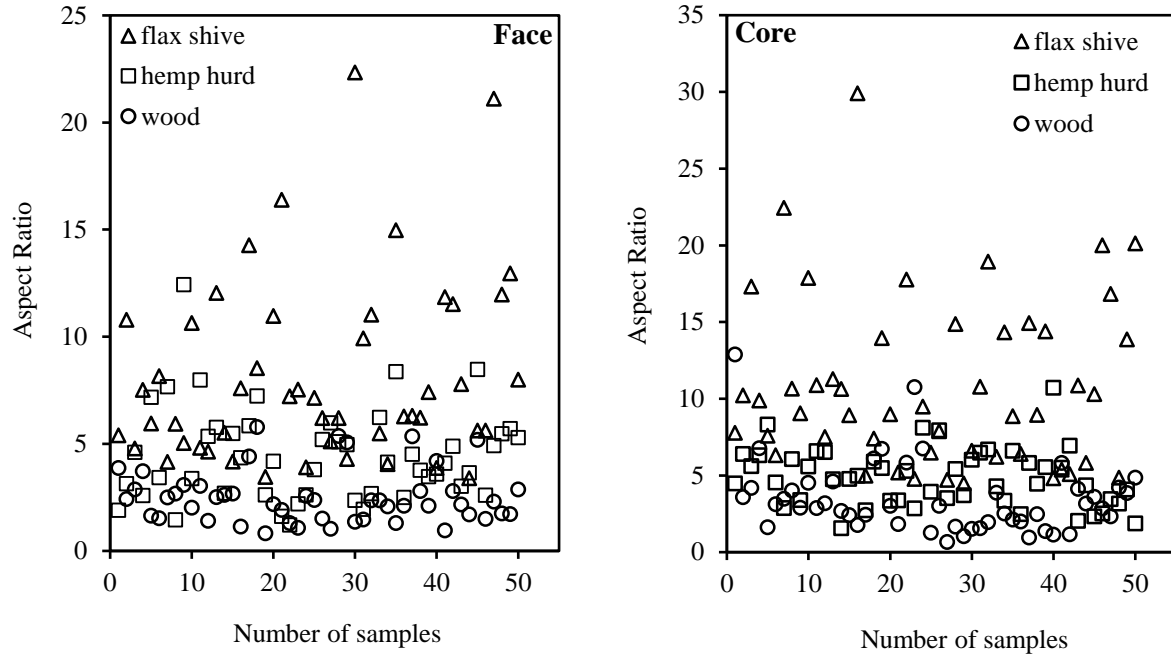 Face
flax shive
hemp hurd
wood
25
20
15
10
5
0
Aspect Ratio
0 10 20 30 40 50
Number of samples
Core
flax shive
hemp hurd
wood
35
30
25
20
15
10
5
0
Aspect Ratio
0 10 20 30 40 50
Number of samples